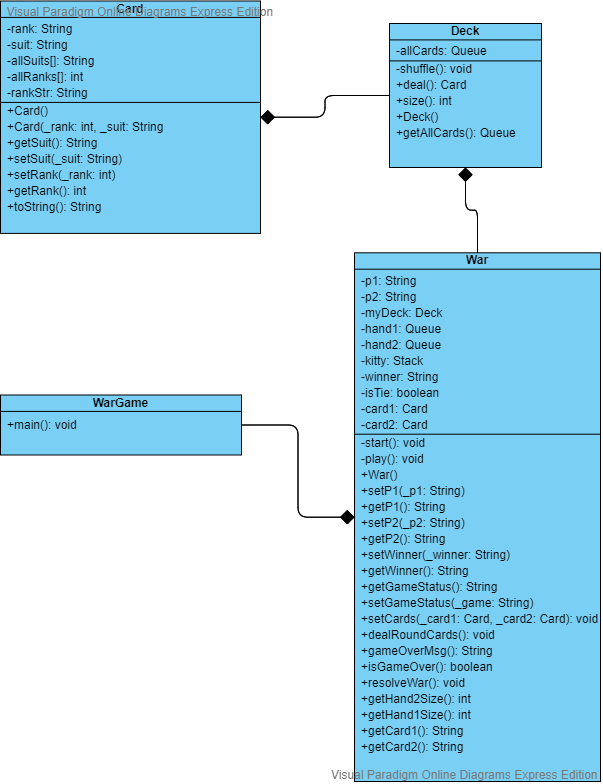 Visual Paradigm Online Diagrams Express Edition
Card
-rank: String
-suit: String
-allSuits[]: String
-allRanks[]: int
-rankStr: String
+Card()
+Card(_rank: int, _suit: String
+getSuit(): String
+setSuit(_suit: String)
+setRank(_rank: int)
+getRank(): int
+toString(): String
Deck
-allCards: Queue
-shuffle(): void
+deal(): Card
+size(): int
+Deck()
+getAllCards(): Queue
War
-p1: String
-p2: String
-myDeck: Deck
-hand1: Queue
-hand2: Queue
-kitty: Stack
-winner: String
-isTie: boolean
-card1: Card
-card2: Card
-start(): void
-play(): void
+War()
+setP1(_p1: String)
+getP1(): String
+setP2(_p2: String)
+getP2(): String
+setWinner(_winner: String)
+getWinner(): String
+getGameStatus(): String
+setGameStatus(_game: String)
+setCards(_card1: Card, _card2: Card): void
+dealRoundCards(): void
+gameOverMsg(): String
+isGameOver(): boolean
+resolveWar(): void
+getHand2Size(): int
+getHand1Size(): int
+getCard1(): String
+getCard2(): String
WarGame
+main(): void
Visual Paradigm Online Diagrams Express Edition